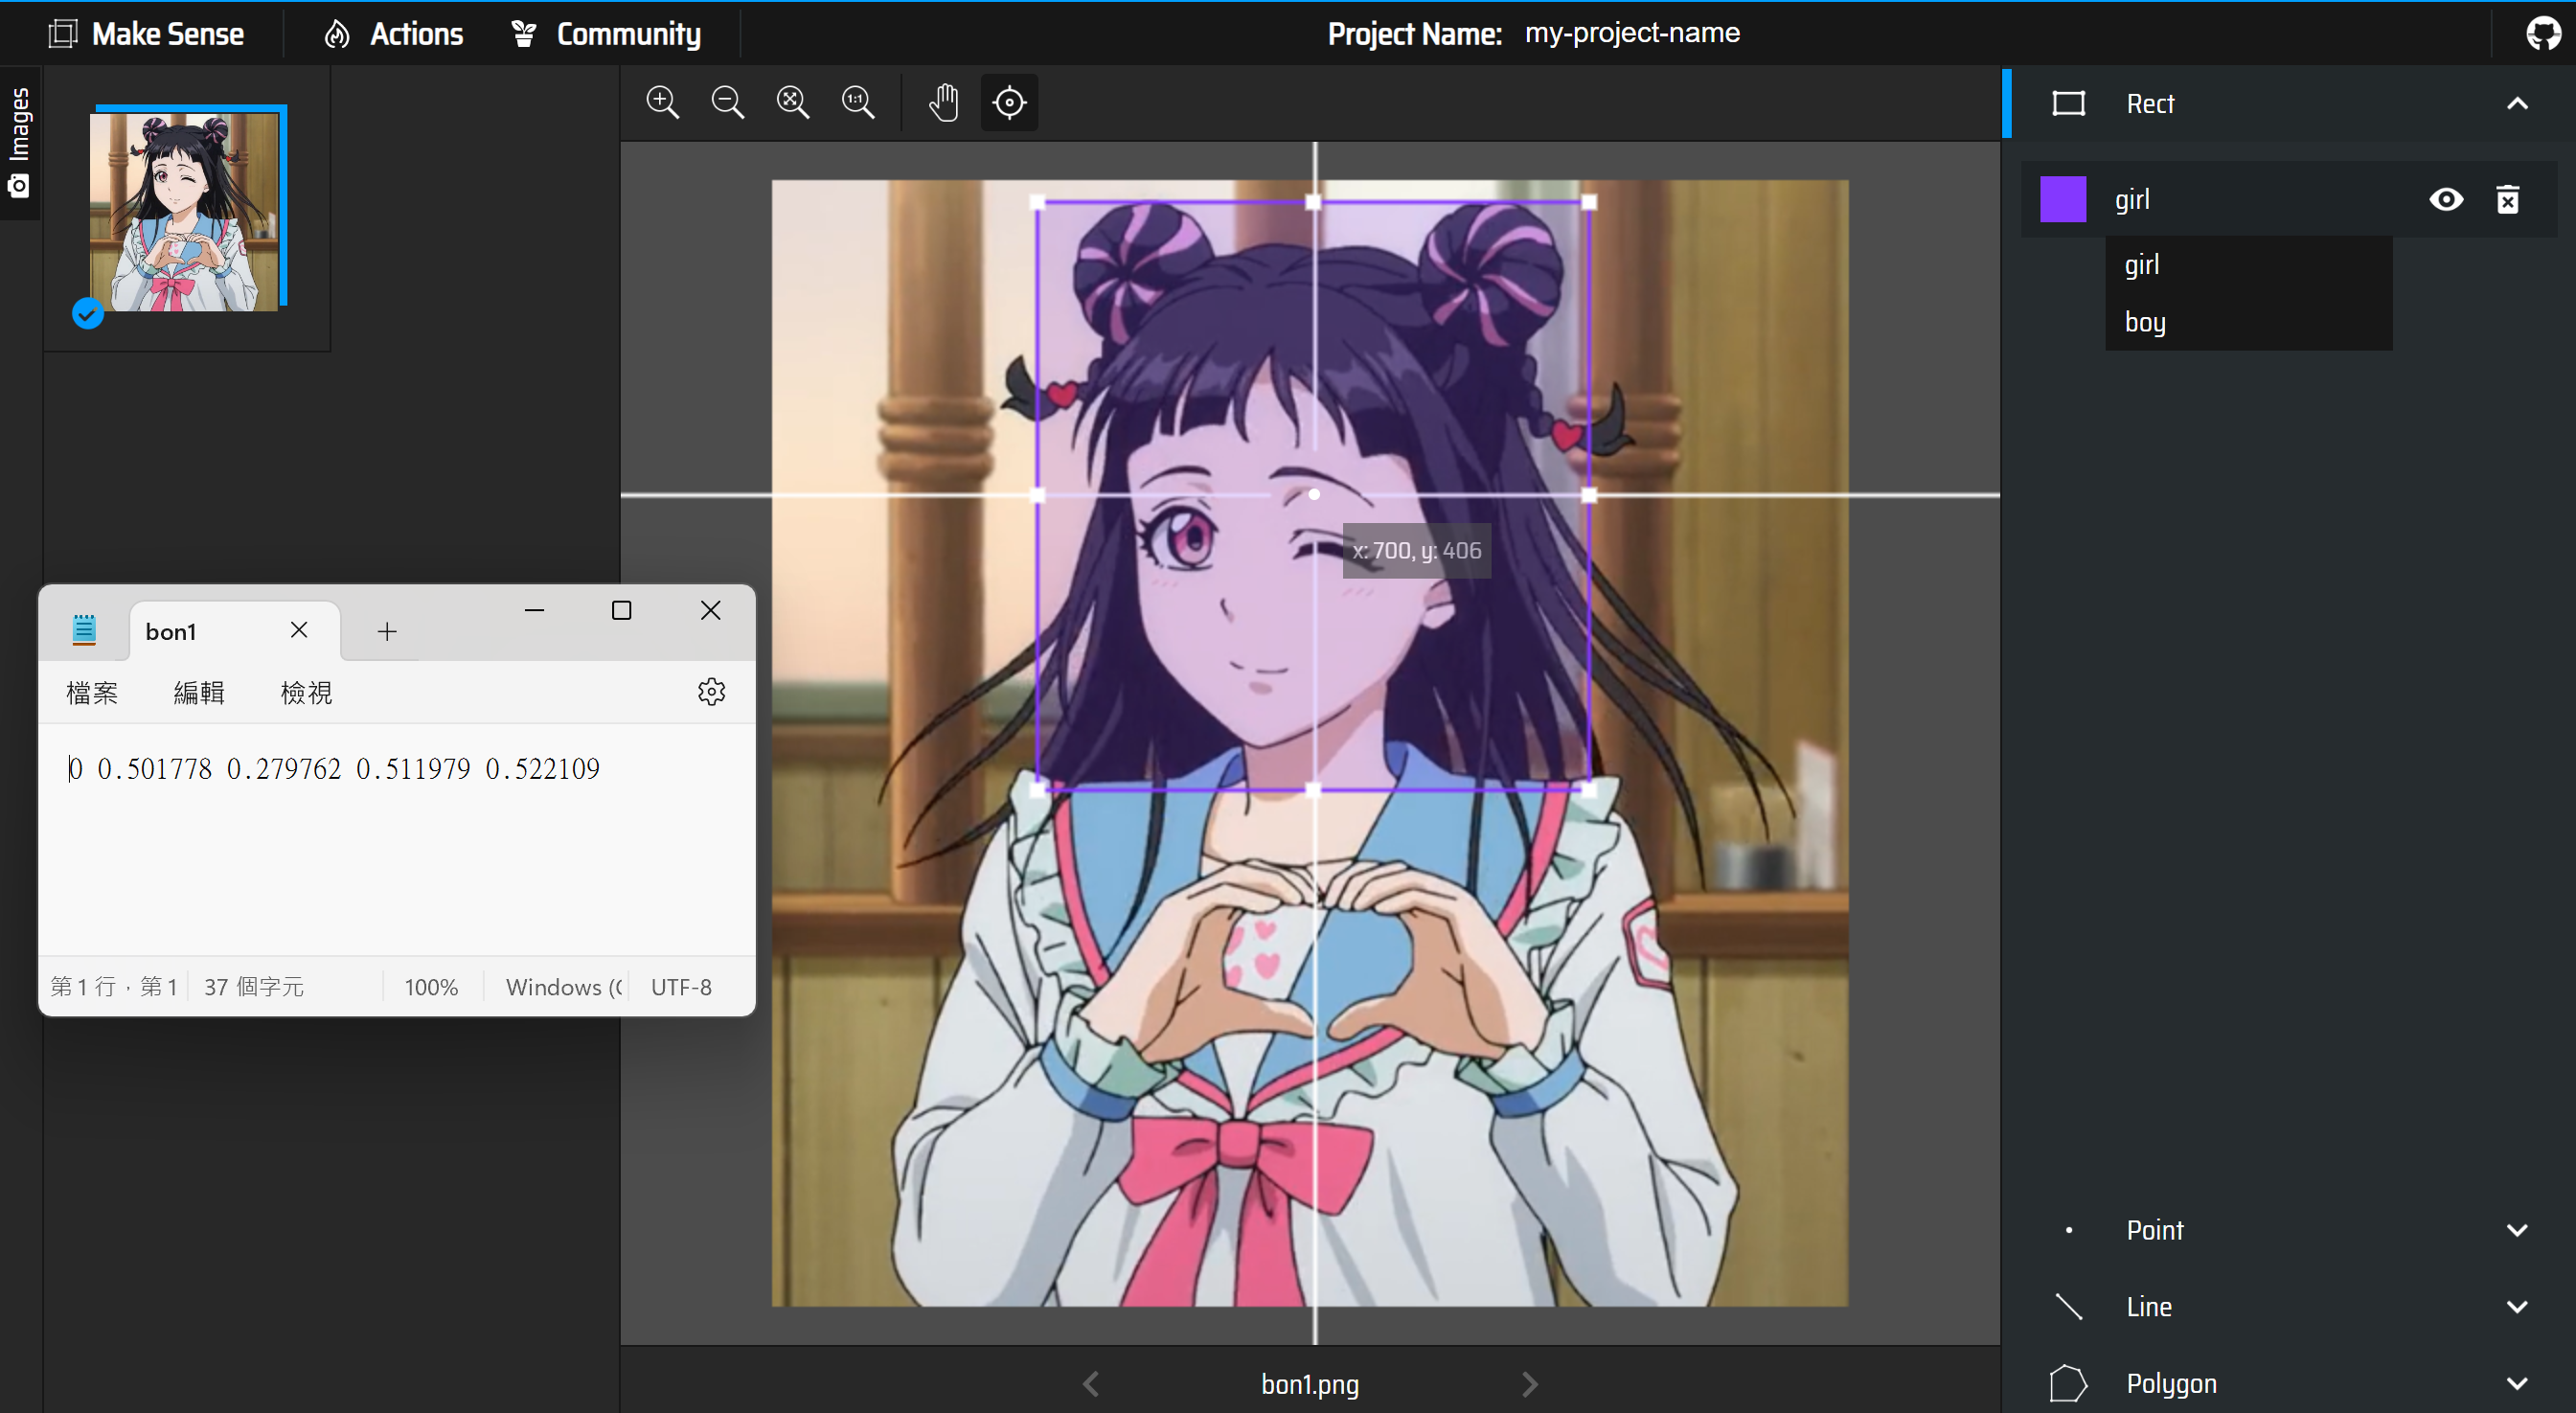 Make Sense
Actions
Community
Project Name:
my-project-name
Images
1:1
Rect
girl
girl
boy
x: 700, y: 406
bon1
檔案
編輯
檢視
0 0.501778 0.279762 0.511979 0.522109
第 1 行，第 1
37 個字元
100%
Windows (C
UTF-8
Point
Line
Polygon
bon1.png